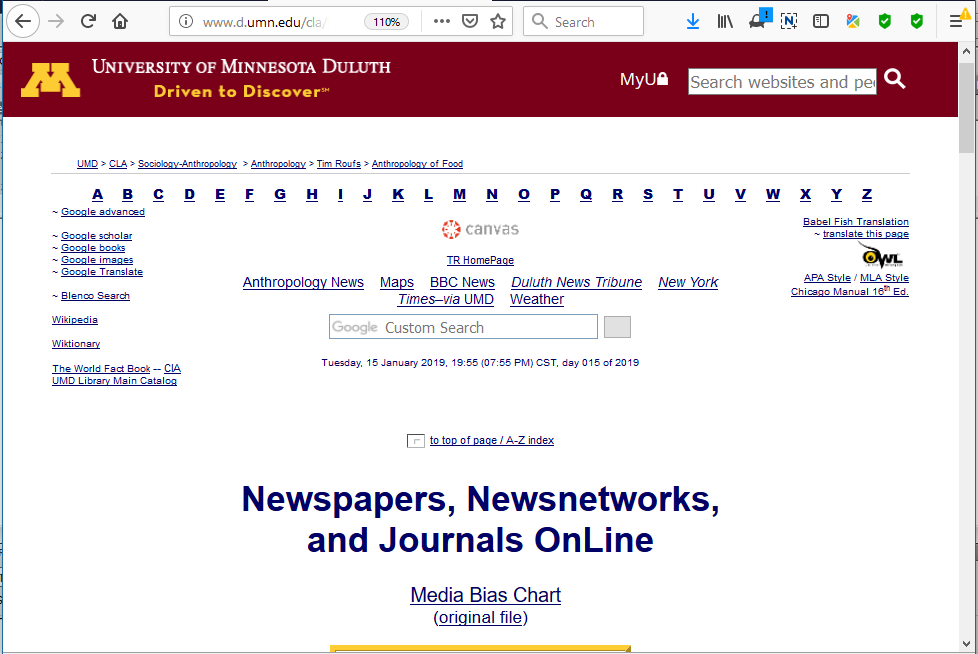 www.d.umn.edu/cla/
110%
Search
UNIVERSITY OF MINNESOTA DULUTH
Driven to Discover℠
MyU
Search websites and pe
UMD > CLA > Sociology-Anthropology > Anthropology > Tim Roufs > Anthropology of Food
A B C D E F G H I J K L M N O P Q R S T U V W X Y Z
~ Google advanced
~ Google scholar
~ Google books
~ Google images
~ Google Translate
~ Blenco Search
Wikipedia
Wiktionary
The World Fact Book -- CIA
UMD Library Main Catalog
canvas
TR HomePage
Anthropology News Maps BBC News Duluth News Tribune New York
Times–via UMD Weather
Google Custom Search
Tuesday, 15 January 2019, 19:55 (07:55 PM) CST, day 015 of 2019
Babel Fish Translation
~ translate this page
OWL
APA Style / MLA Style
Chicago Manual 16th Ed.
to top of page / A-Z index
Newspapers, Newsnetworks,
and Journals OnLine
Media Bias Chart
(original file)